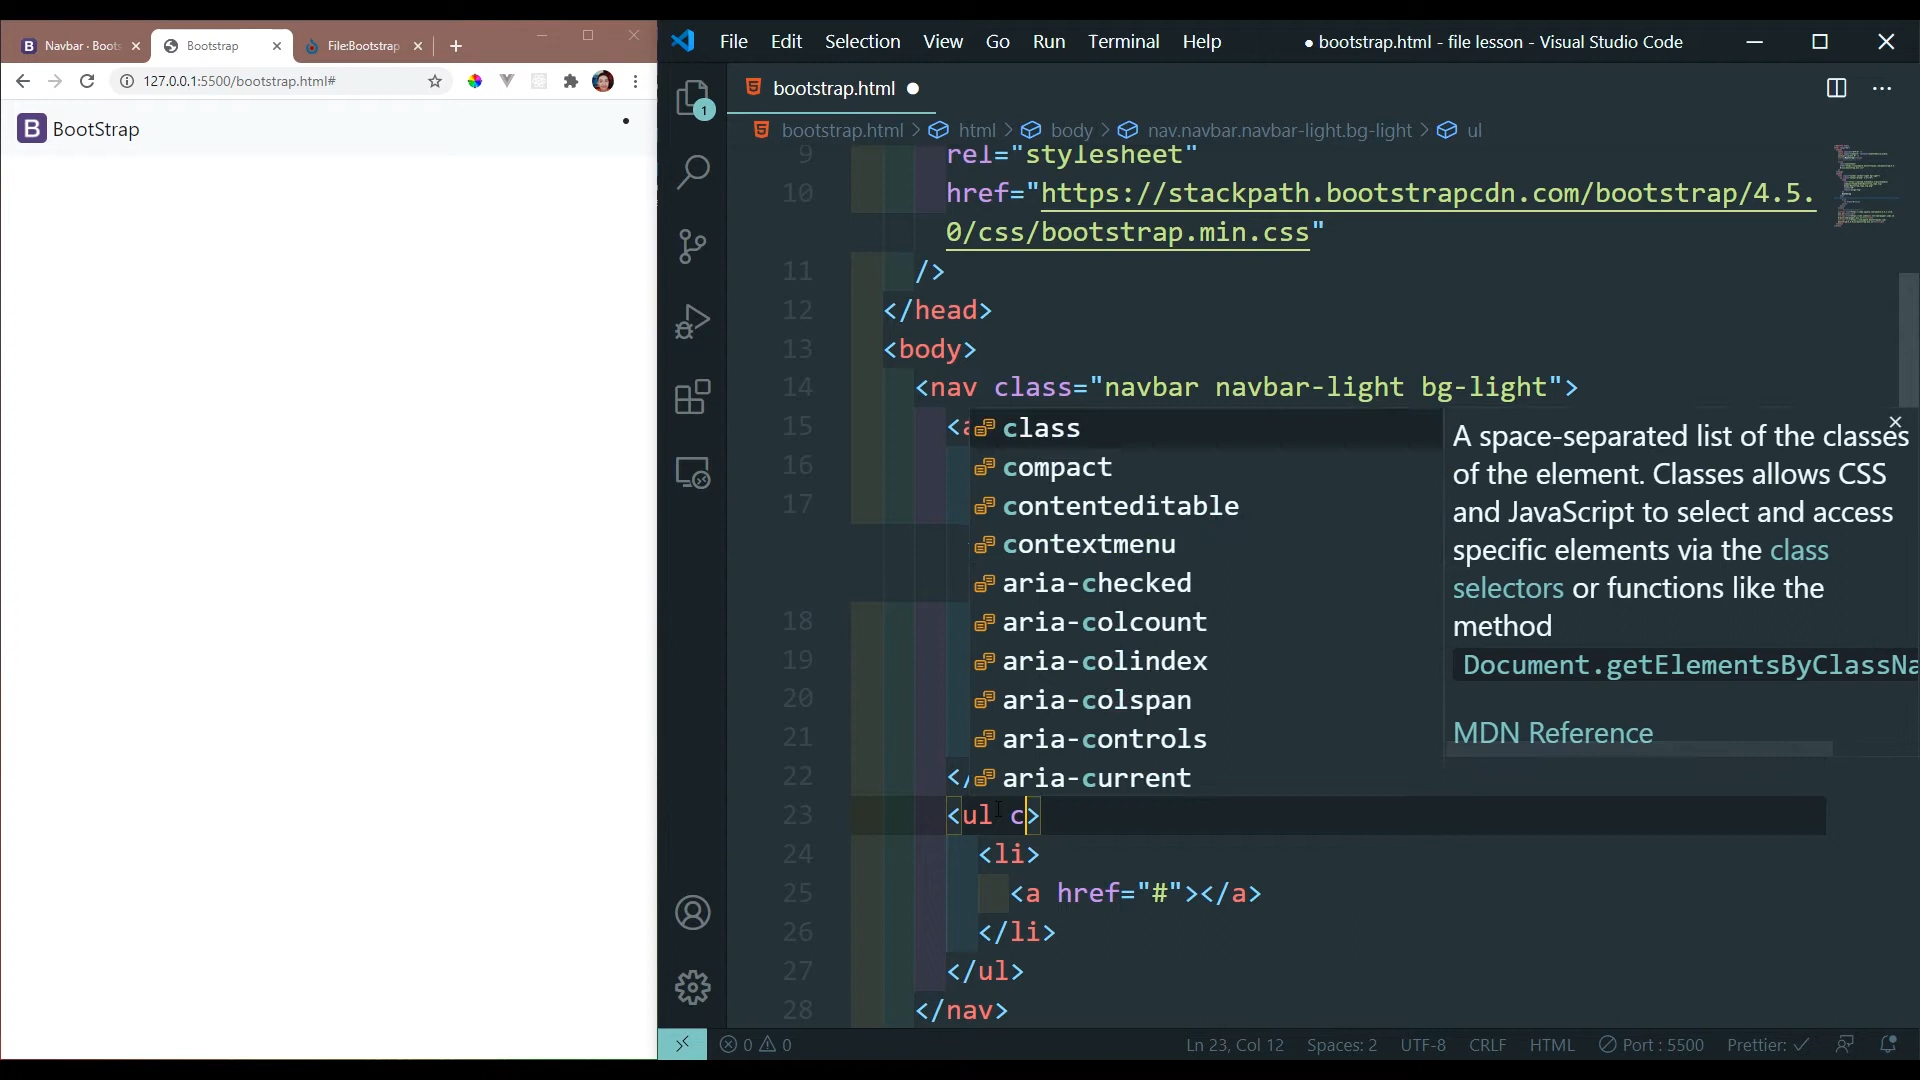 Navbar · Boots
Bootstrap
File:Bootstrap
127.0.0.1:5500/bootstrap.html#
B BootStrap
File Edit Selection View Go Run Terminal Help
● bootstrap.html - file lesson - Visual Studio Code
1
bootstrap.html ●
bootstrap.html > html > body > nav.navbar.navbar-light.bg-light > ul
9 rel="stylesheet"
10 href="https://stackpath.bootstrapcdn.com/bootstrap/4.5.
0/css/bootstrap.min.css"
11 />
12 </head>
13 <body>
14 <nav class="navbar navbar-light bg-light">
15 <a
16
17
18
19
20
21
22 </
class
compact
contenteditable
contextmenu
aria-checked
aria-colcount
aria-colindex
aria-colspan
aria-controls
aria-current
A space-separated list of the classes
of the element. Classes allows CSS
and JavaScript to select and access
specific elements via the class
selectors or functions like the
method
Document.getElementsByClassNa
MDN Reference
23 <ul c>
24 <li>
25 <a href="#"></a>
26 </li>
27 </ul>
28 </nav>
0 0
Ln 23, Col 12 Spaces: 2 UTF-8 CRLF HTML Port : 5500 Prettier: ✓